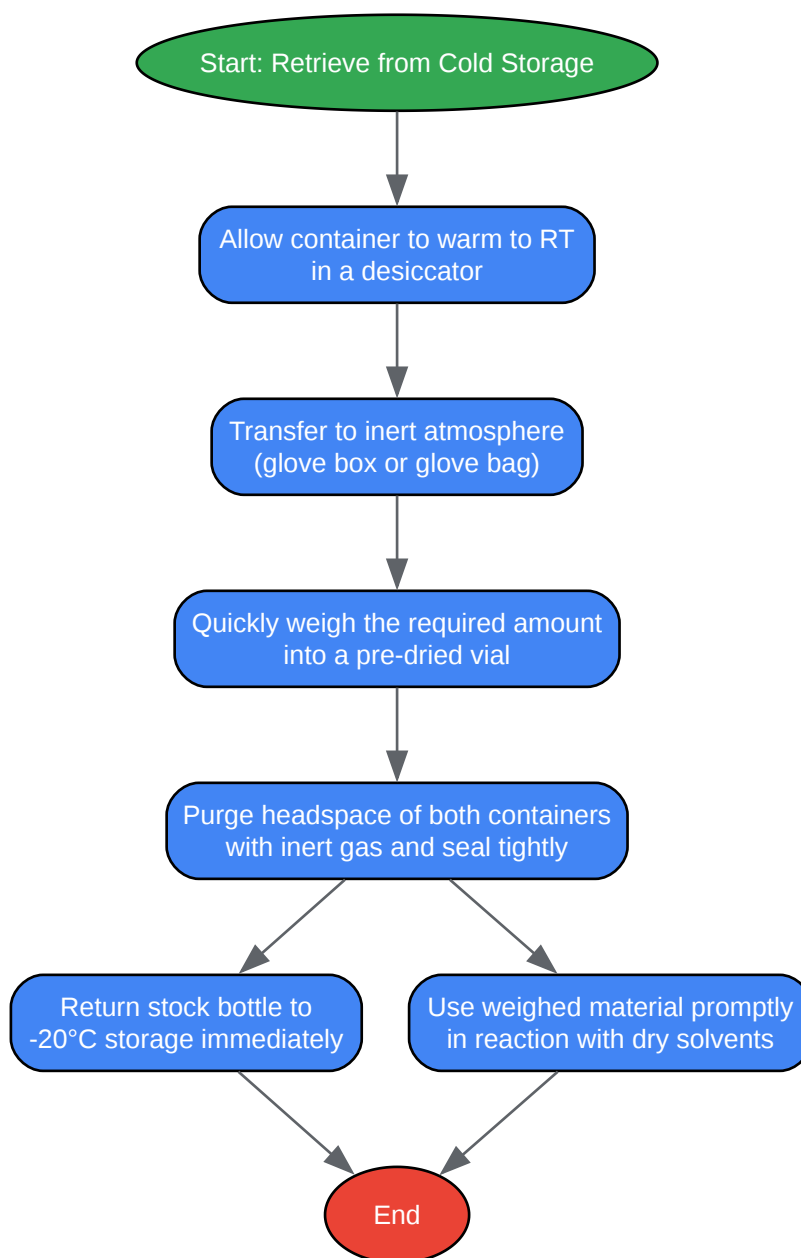 Start: Retrieve from Cold Storage
Allow container to warm to RT
in a desiccator
Transfer to inert atmosphere
(glove box or glove bag)
Quickly weigh the required amount
into a pre-dried vial
Purge headspace of both containers
with inert gas and seal tightly
Return stock bottle to
-20°C storage immediately
Use weighed material promptly
in reaction with dry solvents
End